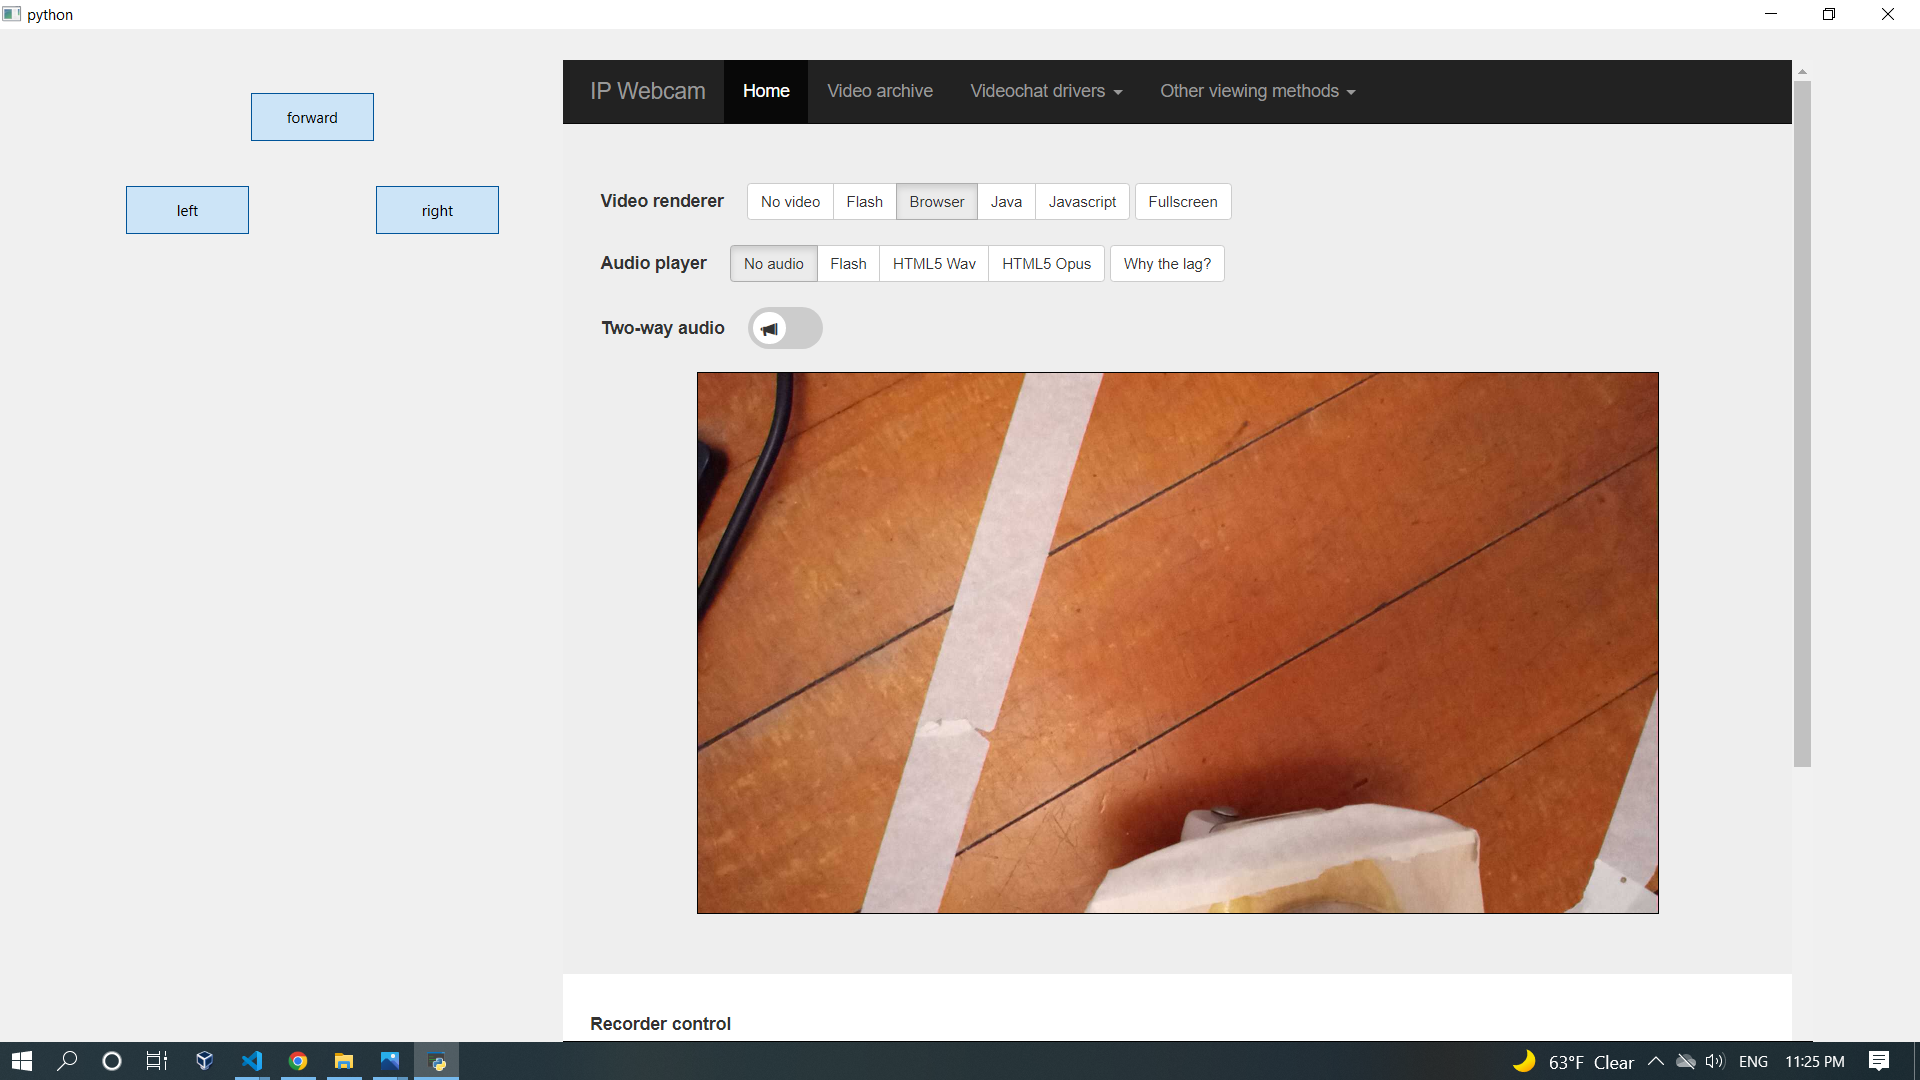 python
forward
left
right
IP Webcam Home Video archive Videochat drivers Other viewing methods
Video renderer No video Flash Browser Java Javascript Fullscreen
Audio player No audio Flash HTML5 Wav HTML5 Opus Why the lag?
Two-way audio
Recorder control
63°F Clear ENG 11:25 PM